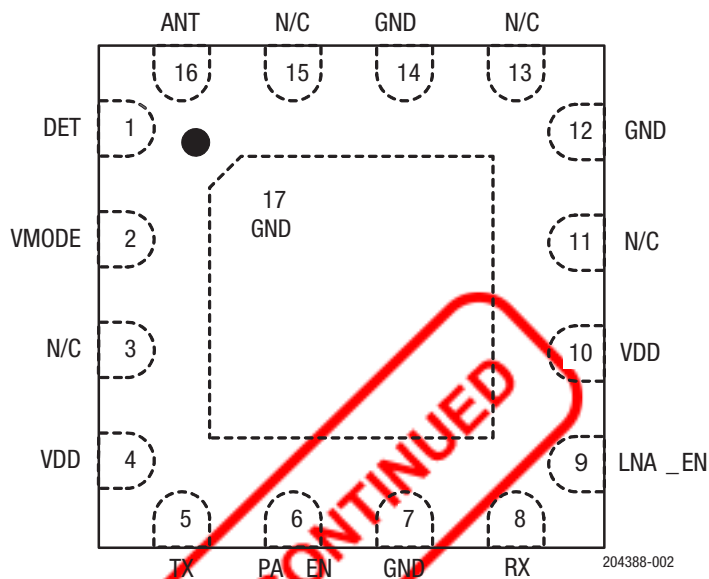 ANT N/C GND N/C
16 15 14 13
DET 1 12 GND
17
GND
VMODE 2 11 N/C
N/C 3 10 VDD
VDD 4 9 LNA _EN
5 6 7 8
TX PA_EN GND RX
204388-002